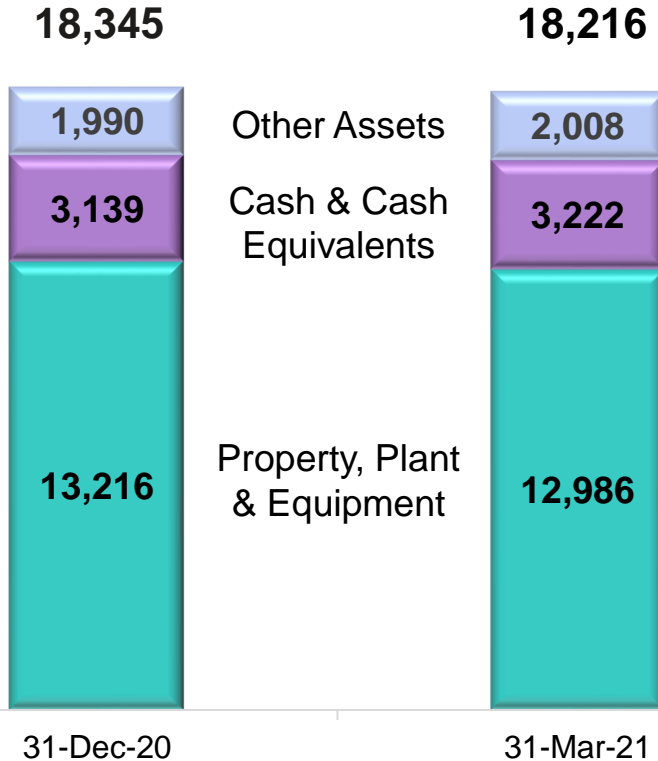 18,345
18,216
1,990
Other Assets
2,008
3,139
Cash & Cash
Equivalents
3,222
13,216
Property, Plant
& Equipment
12,986
31-Dec-20
31-Mar-21